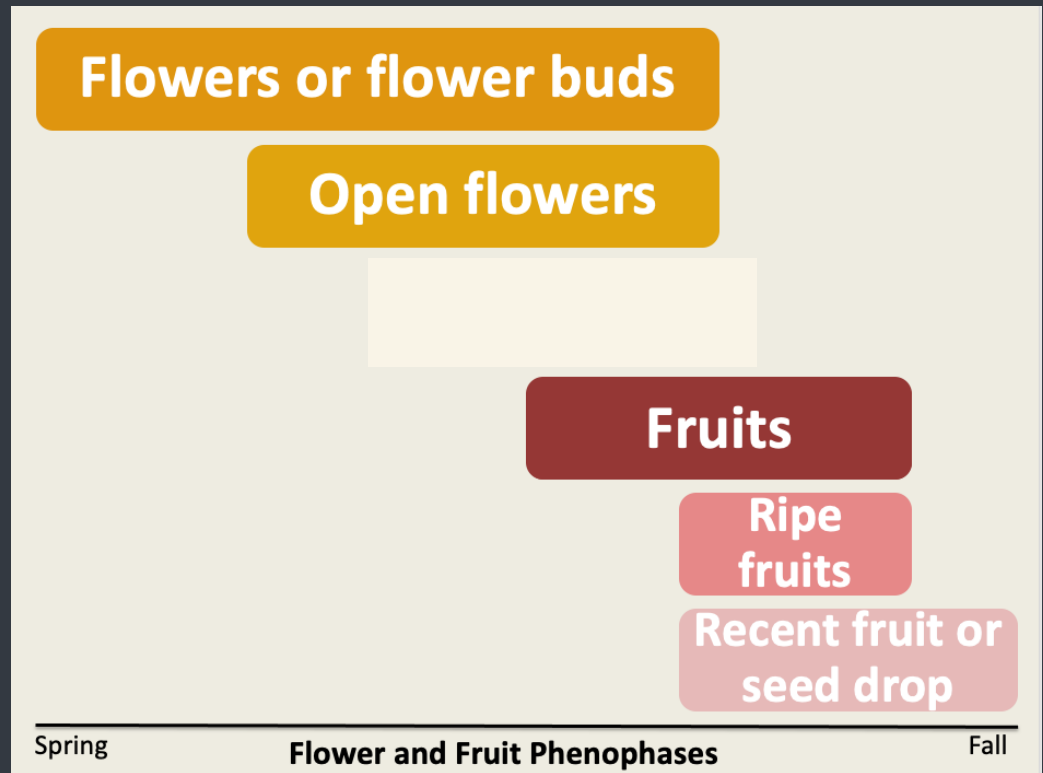 Flowers or flower buds
Open flowers
Fruits
Ripe
fruits
Recent fruit or
seed drop
Spring
Flower and Fruit Phenophases
Fall